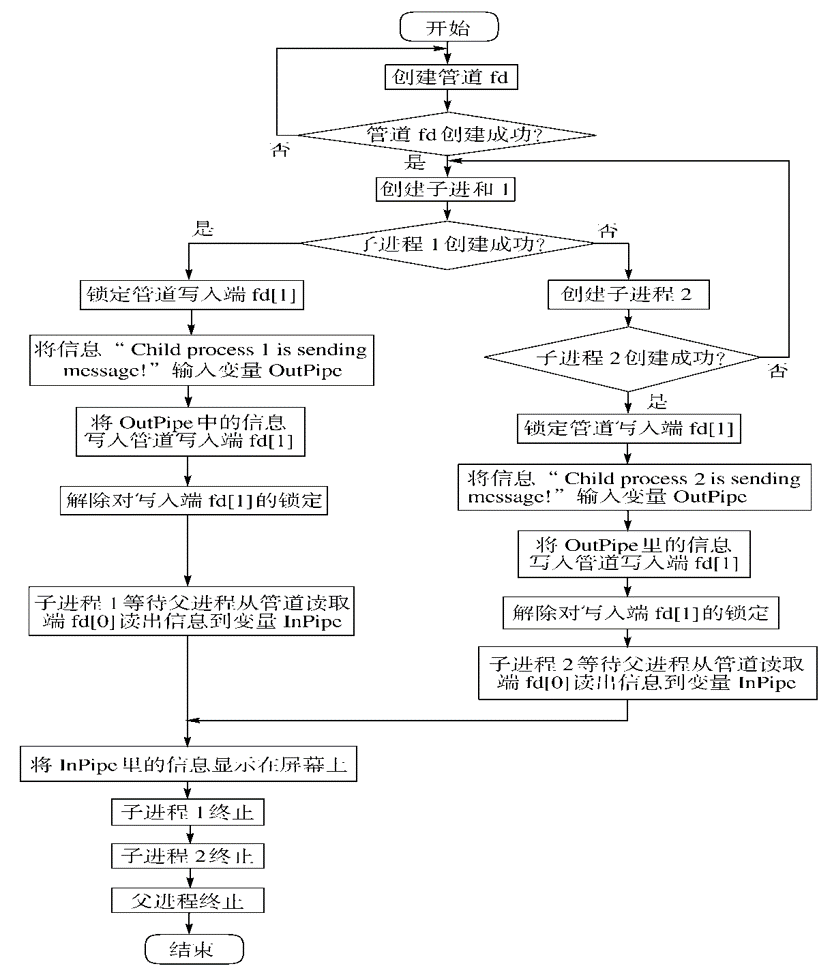 开始
创建管道 fd
管道 fd 创建成功?
否
是
创建子进和 1
是
子进程 1 创建成功?
否
锁定管道写入端 fd[1]
创建子进程 2
将信息“ Child process 1 is sending
message!”输入变量 OutPipe
子进程 2 创建成功?
否
是
将 OutPipe 中的信息
写入管道写入端 fd[1]
锁定管道写入端 fd[1]
解除对写入端 fd[1]的锁定
将信息“ Child process 2 is sending
message!”输入变量 OutPipe
将 OutPipe 里的信息
写入管道写入端 fd[1]
子进程 1 等待父进程从管道读取
端 fd[0]读出信息到变量 InPipe
解除对写入端 fd[1]的锁定
子进程 2 等待父进程从管道读取
端 fd[0]读出信息到变量 InPipe
将 InPipe 里的信息显示在屏幕上
子进程 1 终止
子进程 2 终止
父进程终止
结束